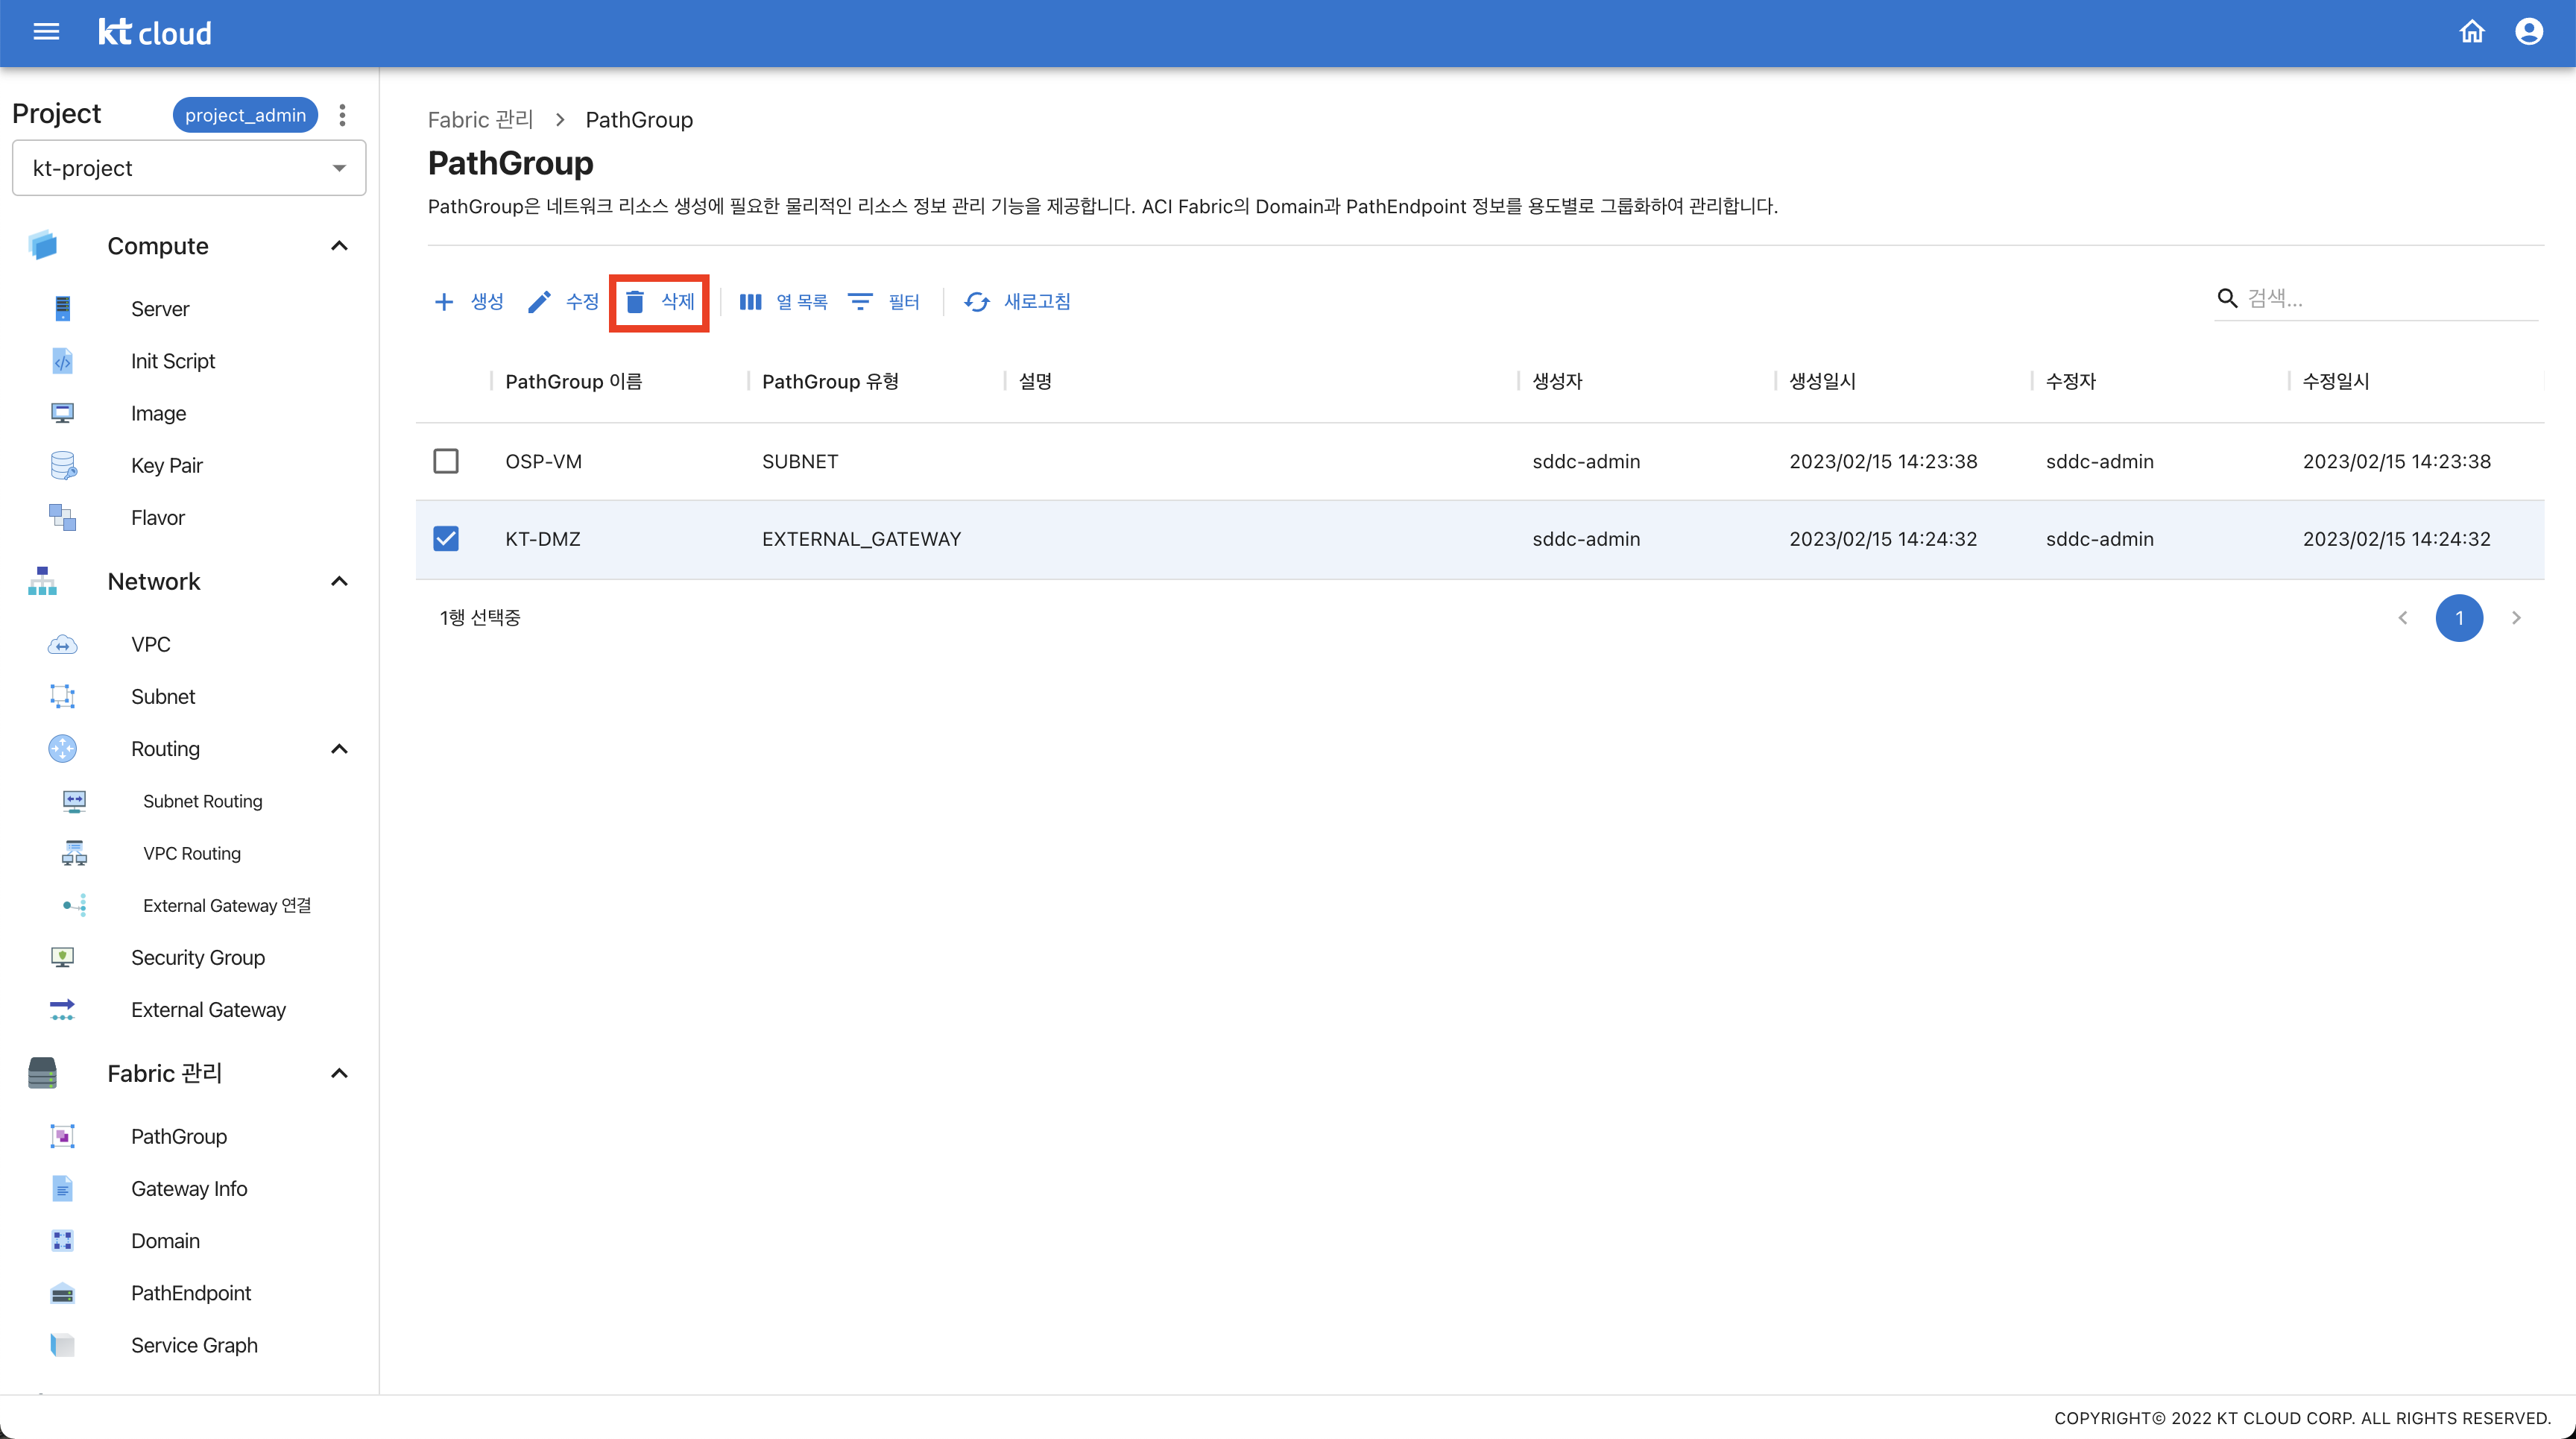 kt cloud
Project
project_admin
kt-project
Compute
Server
Init Script
Image
Key Pair
Flavor
Network
VPC
Subnet
Routing
Subnet Routing
VPC Routing
External Gateway 연결
Security Group
External Gateway
Fabric 관리
PathGroup
Gateway Info
Domain
PathEndpoint
Service Graph
Fabric 관리 > PathGroup
PathGroup
PathGroup은 네트워크 리소스 생성에 필요한 물리적인 리소스 정보 관리 기능을 제공합니다. ACI Fabric의 Domain과 PathEndpoint 정보를 용도별로 그룹화하여 관리합니다.
생성 수정 삭제 열 목록 필터 새로고침 검색...
PathGroup 이름 PathGroup 유형 설명 생성자 생성일시 수정자 수정일시
OSP-VM SUBNET sddc-admin 2023/02/15 14:23:38 sddc-admin 2023/02/15 14:23:38
KT-DMZ EXTERNAL_GATEWAY sddc-admin 2023/02/15 14:24:32 sddc-admin 2023/02/15 14:24:32
1행 선택중 1
COPYRIGHT© 2022 KT CLOUD CORP. ALL RIGHTS RESERVED.